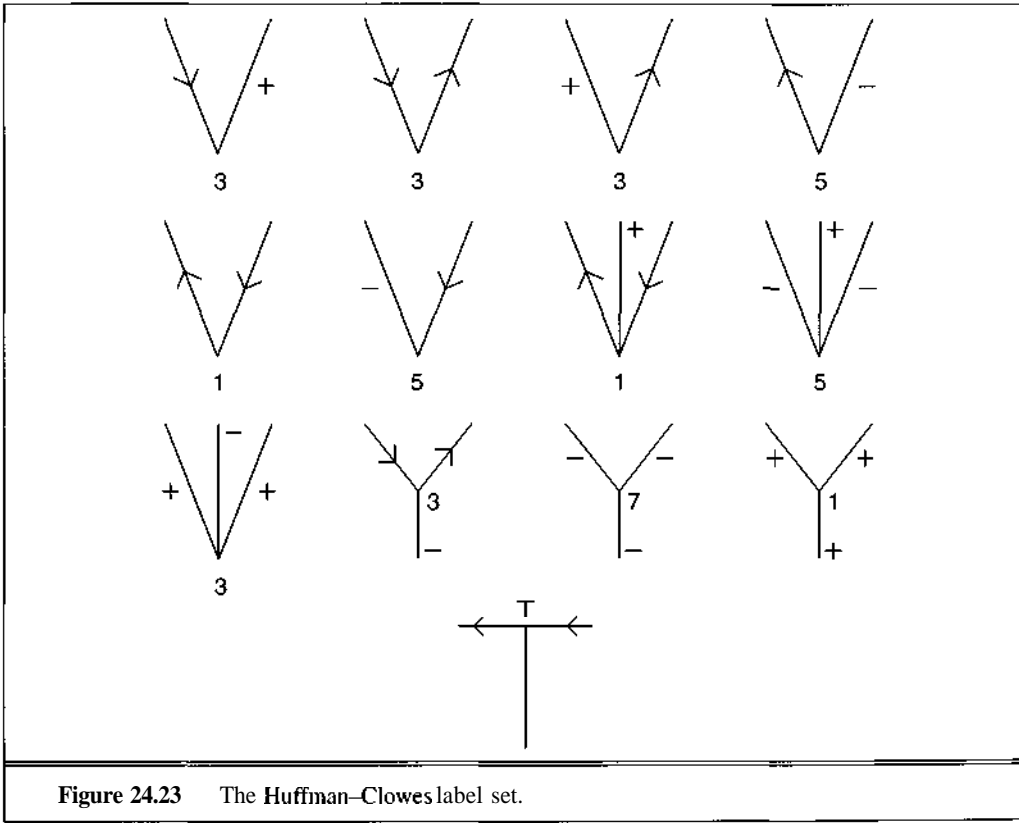 + +
3 3 3 5
+ +
− −
1 5 1 5
− − −
+ + − − + +
3 3 7 1
− − +
T
Figure 24.23 The Huffman–Clowes label set.